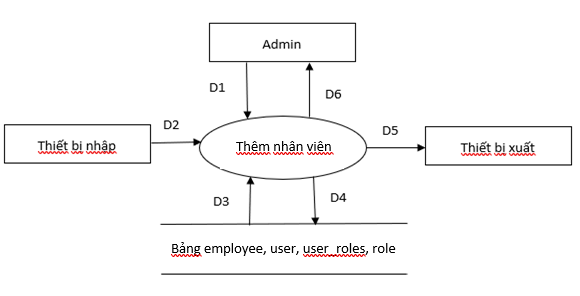 Admin
D1
D6
D2
D5
Thiết bị nhập
Thêm nhân viên
Thiết bị xuất
D3
D4
Bảng employee, user, user_roles, role